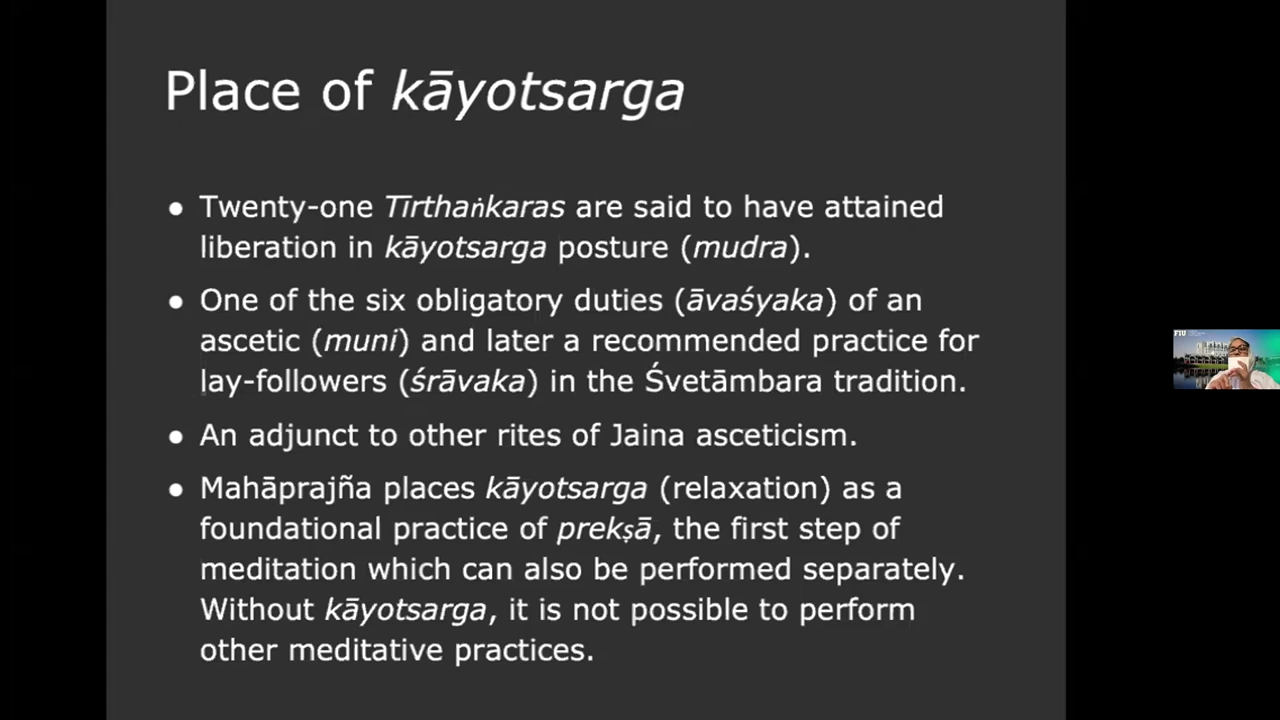 Place of kāyotsarga
● Twenty-one Tīrthaṅkaras are said to have attained
liberation in kāyotsarga posture (mudra).
● One of the six obligatory duties (āvaśyaka) of an
ascetic (muni) and later a recommended practice for
lay-followers (śrāvaka) in the Śvetāmbara tradition.
● An adjunct to other rites of Jaina asceticism.
● Mahāprajña places kāyotsarga (relaxation) as a
foundational practice of prekṣā, the first step of
meditation which can also be performed separately.
Without kāyotsarga, it is not possible to perform
other meditative practices.
FIU